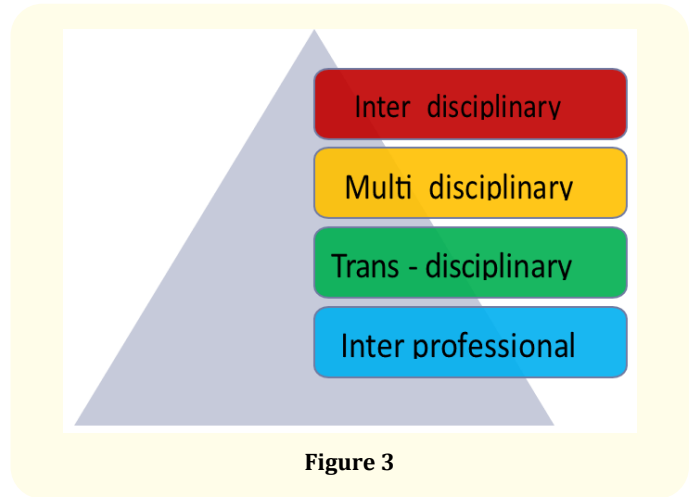 Inter disciplinary
Multi disciplinary
Trans - disciplinary
Inter professional
Figure 3